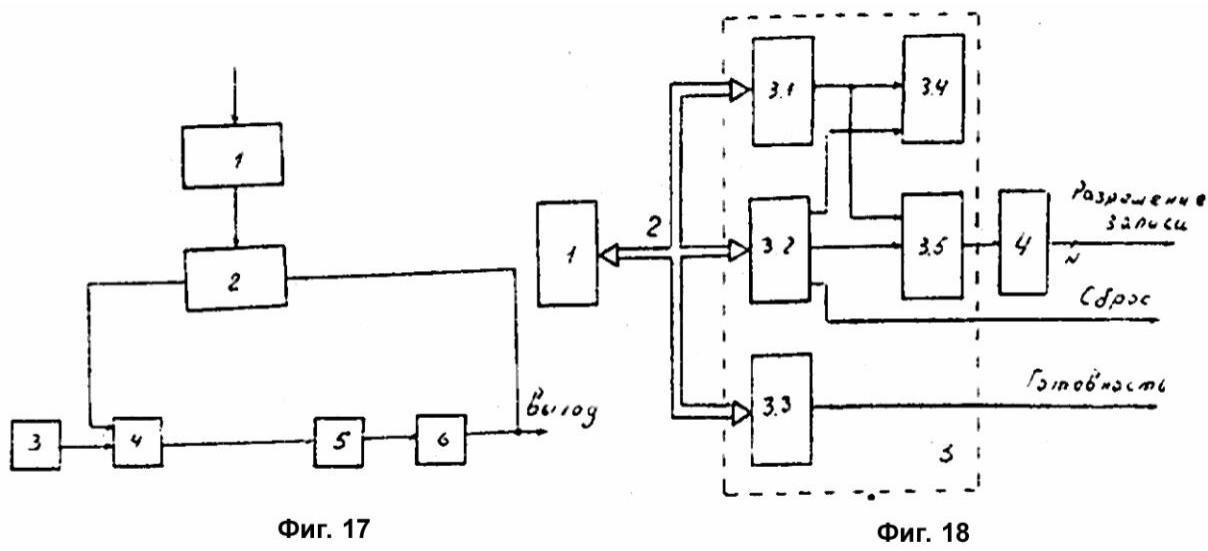 1
2
3
4
5
6
Выход
Фиг. 17
1
2
3.1
3.4
3.2
3.5
4
Разрешение
записи
N
Сброс
3.3
Готовность
3
Фиг. 18